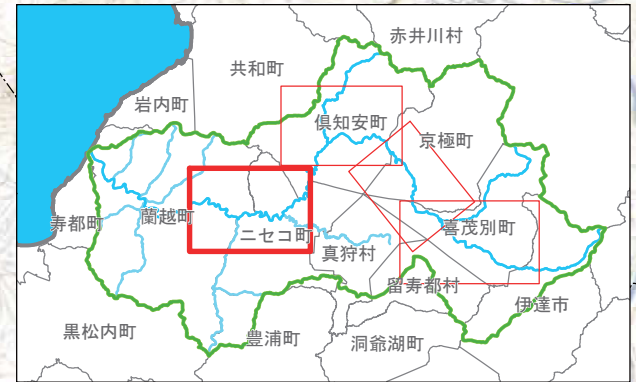 赤井川村
共和町
岩内町
倶知安町
京極町
寿都町
蘭越町
ニセコ町
喜茂別町
真狩村
留寿都村
伊達市
黒松内町
豊浦町
洞爺湖町